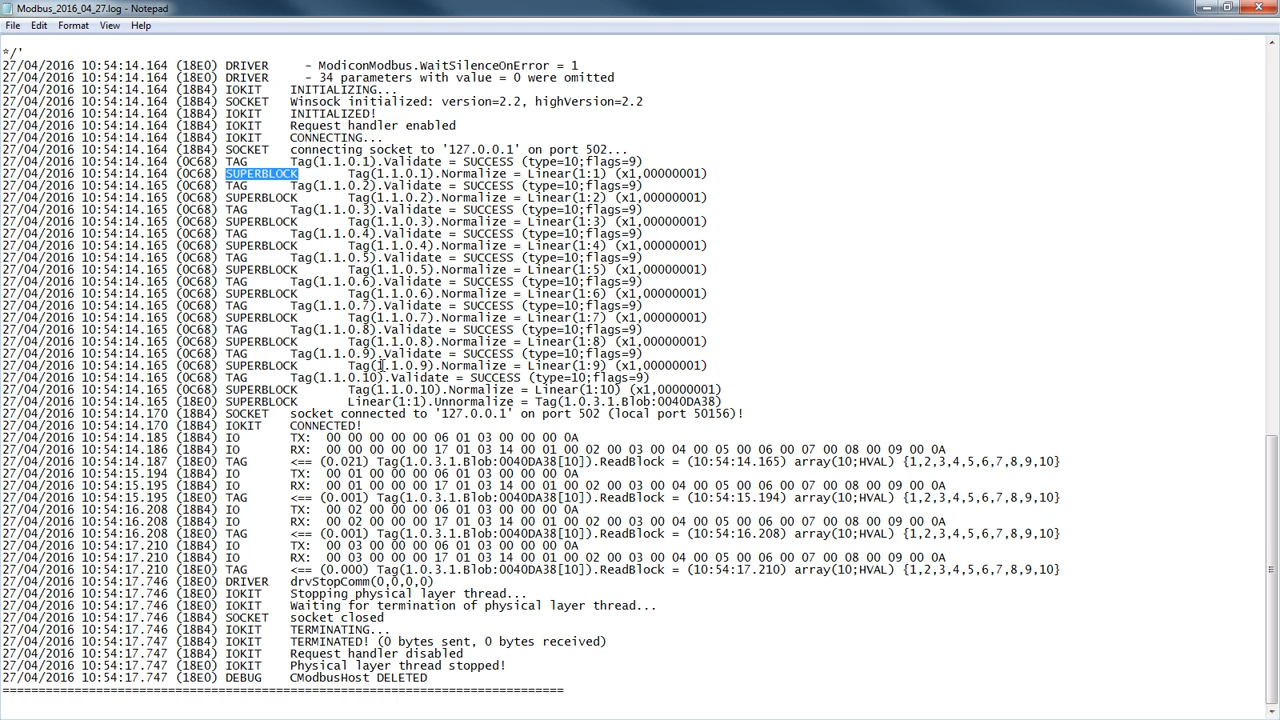 Modbus_2016_04_27.log - Notepad
File Edit Format View Help
*/'
27/04/2016 10:54:14.164 (18E0) DRIVER - ModiconModbus.WaitSilenceOnError = 1
27/04/2016 10:54:14.164 (18E0) DRIVER - 34 parameters with value = 0 were omitted
27/04/2016 10:54:14.164 (18E0) IOKIT INITIALIZING...
27/04/2016 10:54:14.164 (18B4) SOCKET Winsock initialized: version=2.2, highVersion=2.2
27/04/2016 10:54:14.164 (18B4) IOKIT INITIALIZED!
27/04/2016 10:54:14.164 (18B4) IOKIT Request handler enabled
27/04/2016 10:54:14.164 (18B4) IOKIT CONNECTING...
27/04/2016 10:54:14.164 (18B4) SOCKET connecting socket to '127.0.0.1' on port 502...
27/04/2016 10:54:14.164 (0C68) TAG Tag(1.1.0.1).Validate = SUCCESS (type=10;flags=9)
27/04/2016 10:54:14.164 (0C68) SUPERBLOCK Tag(1.1.0.1).Normalize = Linear(1:1) (x1,00000001)
27/04/2016 10:54:14.165 (0C68) TAG Tag(1.1.0.2).Validate = SUCCESS (type=10;flags=9)
27/04/2016 10:54:14.165 (0C68) SUPERBLOCK Tag(1.1.0.2).Normalize = Linear(1:2) (x1,00000001)
27/04/2016 10:54:14.165 (0C68) TAG Tag(1.1.0.3).Validate = SUCCESS (type=10;flags=9)
27/04/2016 10:54:14.165 (0C68) SUPERBLOCK Tag(1.1.0.3).Normalize = Linear(1:3) (x1,00000001)
27/04/2016 10:54:14.165 (0C68) TAG Tag(1.1.0.4).Validate = SUCCESS (type=10;flags=9)
27/04/2016 10:54:14.165 (0C68) SUPERBLOCK Tag(1.1.0.4).Normalize = Linear(1:4) (x1,00000001)
27/04/2016 10:54:14.165 (0C68) TAG Tag(1.1.0.5).Validate = SUCCESS (type=10;flags=9)
27/04/2016 10:54:14.165 (0C68) SUPERBLOCK Tag(1.1.0.5).Normalize = Linear(1:5) (x1,00000001)
27/04/2016 10:54:14.165 (0C68) TAG Tag(1.1.0.6).Validate = SUCCESS (type=10;flags=9)
27/04/2016 10:54:14.165 (0C68) SUPERBLOCK Tag(1.1.0.6).Normalize = Linear(1:6) (x1,00000001)
27/04/2016 10:54:14.165 (0C68) TAG Tag(1.1.0.7).Validate = SUCCESS (type=10;flags=9)
27/04/2016 10:54:14.165 (0C68) SUPERBLOCK Tag(1.1.0.7).Normalize = Linear(1:7) (x1,00000001)
27/04/2016 10:54:14.165 (0C68) TAG Tag(1.1.0.8).Validate = SUCCESS (type=10;flags=9)
27/04/2016 10:54:14.165 (0C68) SUPERBLOCK Tag(1.1.0.8).Normalize = Linear(1:8) (x1,00000001)
27/04/2016 10:54:14.165 (0C68) TAG Tag(1.1.0.9).Validate = SUCCESS (type=10;flags=9)
27/04/2016 10:54:14.165 (0C68) SUPERBLOCK Tag(1.1.0.9).Normalize = Linear(1:9) (x1,00000001)
27/04/2016 10:54:14.165 (0C68) TAG Tag(1.1.0.10).Validate = SUCCESS (type=10;flags=9)
27/04/2016 10:54:14.165 (0C68) SUPERBLOCK Tag(1.1.0.10).Normalize = Linear(1:10) (x1,00000001)
27/04/2016 10:54:14.165 (0C68) SUPERBLOCK Linear(1:1).Unnormalize = Tag(1.0.3.1.Blob:0040DA38)
27/04/2016 10:54:14.170 (18B4) SOCKET socket connected to '127.0.0.1' on port 502 (local port 50156)!
27/04/2016 10:54:14.170 (18B4) IOKIT CONNECTED!
27/04/2016 10:54:14.185 (18B4) IO TX: 00 00 00 00 00 06 01 03 00 00 00 0A
27/04/2016 10:54:14.186 (18B4) IO RX: 00 00 00 00 00 17 01 03 14 00 01 00 02 00 03 00 04 00 05 00 06 00 07 00 08 00 09 00 0A
27/04/2016 10:54:14.187 (18E0) TAG <== (0.021) Tag(1.0.3.1.Blob:0040DA38[10]).ReadBlock = (10:54:14.165) array(10;HVAL) {1,2,3,4,5,6,7,8,9,10}
27/04/2016 10:54:15.194 (18B4) IO TX: 00 01 00 00 00 06 01 03 00 00 00 0A
27/04/2016 10:54:15.195 (18B4) IO RX: 00 01 00 00 00 17 01 03 14 00 01 00 02 00 03 00 04 00 05 00 06 00 07 00 08 00 09 00 0A
27/04/2016 10:54:15.195 (18E0) TAG <== (0.001) Tag(1.0.3.1.Blob:0040DA38[10]).ReadBlock = (10:54:15.194) array(10;HVAL) {1,2,3,4,5,6,7,8,9,10}
27/04/2016 10:54:16.208 (18B4) IO TX: 00 02 00 00 00 06 01 03 00 00 00 0A
27/04/2016 10:54:16.208 (18B4) IO RX: 00 02 00 00 00 17 01 03 14 00 01 00 02 00 03 00 04 00 05 00 06 00 07 00 08 00 09 00 0A
27/04/2016 10:54:16.208 (18E0) TAG <== (0.001) Tag(1.0.3.1.Blob:0040DA38[10]).ReadBlock = (10:54:16.208) array(10;HVAL) {1,2,3,4,5,6,7,8,9,10}
27/04/2016 10:54:17.210 (18B4) IO TX: 00 03 00 00 00 06 01 03 00 00 00 0A
27/04/2016 10:54:17.210 (18B4) IO RX: 00 03 00 00 00 17 01 03 14 00 01 00 02 00 03 00 04 00 05 00 06 00 07 00 08 00 09 00 0A
27/04/2016 10:54:17.210 (18E0) TAG <== (0.000) Tag(1.0.3.1.Blob:0040DA38[10]).ReadBlock = (10:54:17.210) array(10;HVAL) {1,2,3,4,5,6,7,8,9,10}
27/04/2016 10:54:17.746 (18E0) DRIVER drvStopComm(0,0,0,0)
27/04/2016 10:54:17.746 (18E0) IOKIT Stopping physical layer thread...
27/04/2016 10:54:17.746 (18E0) IOKIT Waiting for termination of physical layer thread...
27/04/2016 10:54:17.746 (18B4) SOCKET socket closed
27/04/2016 10:54:17.746 (18B4) IOKIT TERMINATING...
27/04/2016 10:54:17.747 (18B4) IOKIT TERMINATED! (0 bytes sent, 0 bytes received)
27/04/2016 10:54:17.747 (18E0) IOKIT Request handler disabled
27/04/2016 10:54:17.747 (18E0) IOKIT Physical layer thread stopped!
27/04/2016 10:54:17.747 (18E0) DEBUG CModbusHost DELETED
==============================================================================